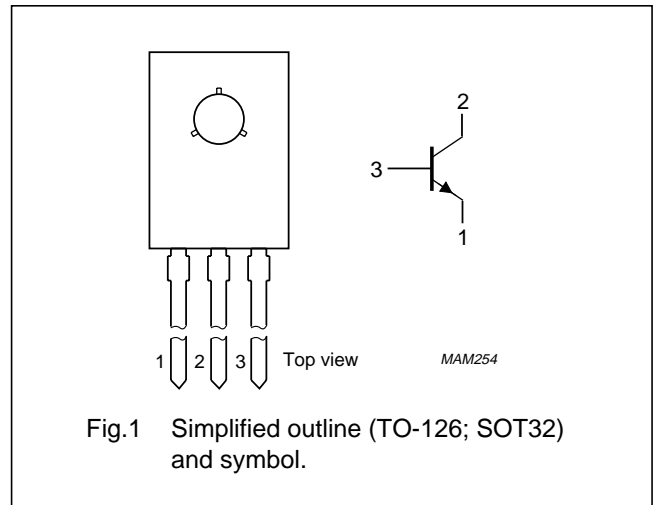 2
3
1
1 2 3 Top view MAM254
Fig.1 Simplified outline (TO-126; SOT32)
and symbol.